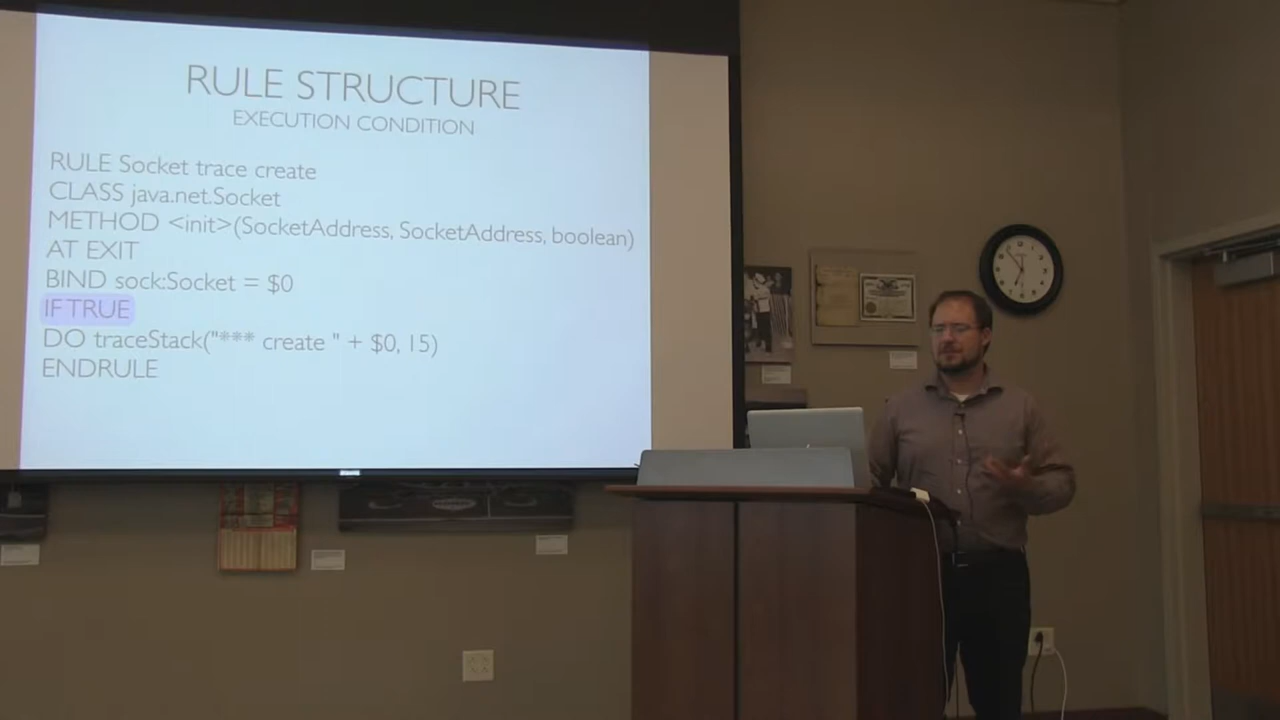 RULE STRUCTURE
EXECUTION CONDITION
RULE Socket trace create
CLASS java.net.Socket
METHOD <init>(SocketAddress, SocketAddress, boolean)
AT EXIT
BIND sock:Socket = $0
IF TRUE
DO traceStack("*** create " + $0, 15)
ENDRULE